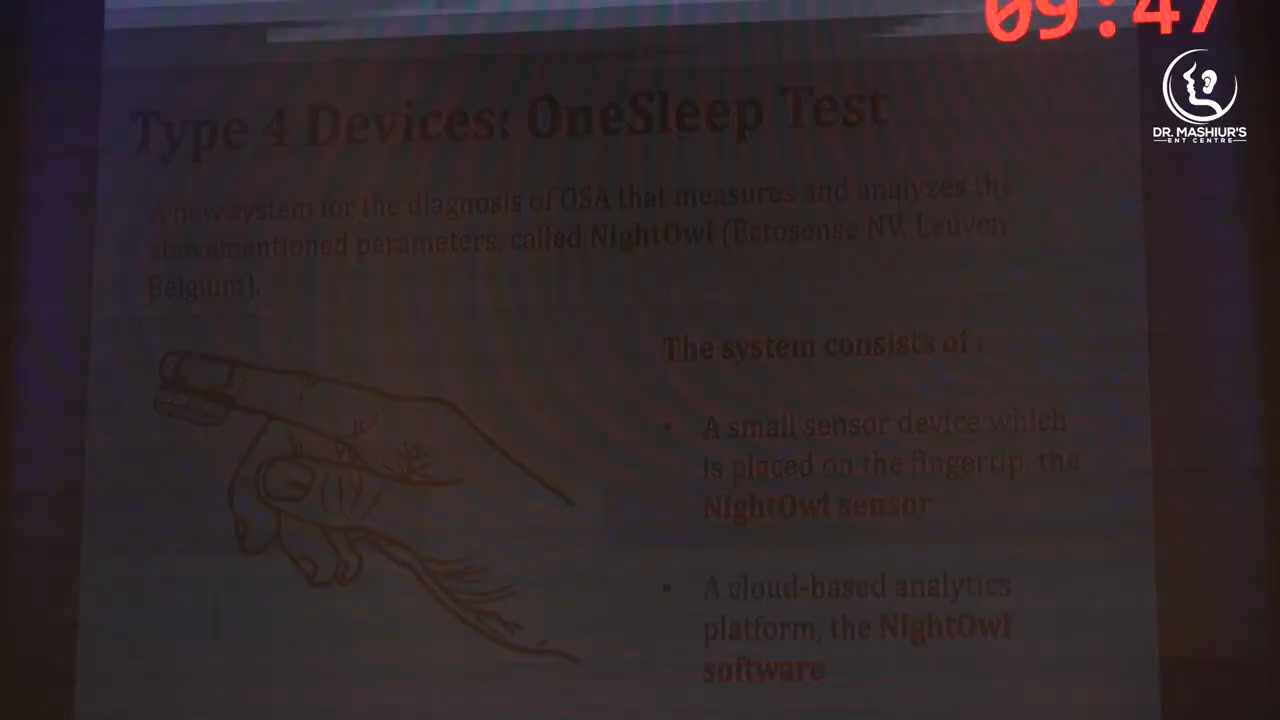 09:47
DR. MASHIUR'S
ENT CENTRE
Type 4 Devices: OneSleep Test
A new system for the diagnosis of OSA that measures and analyzes the
abovementioned perameters, called NightOwl (Ectosense NV, Leuven,
Belgium).
The system consists of :
• A small sensor device which
is placed on the fingertip, the
NightOwl sensor
• A cloud-based analytics
platform, the NightOwl
software